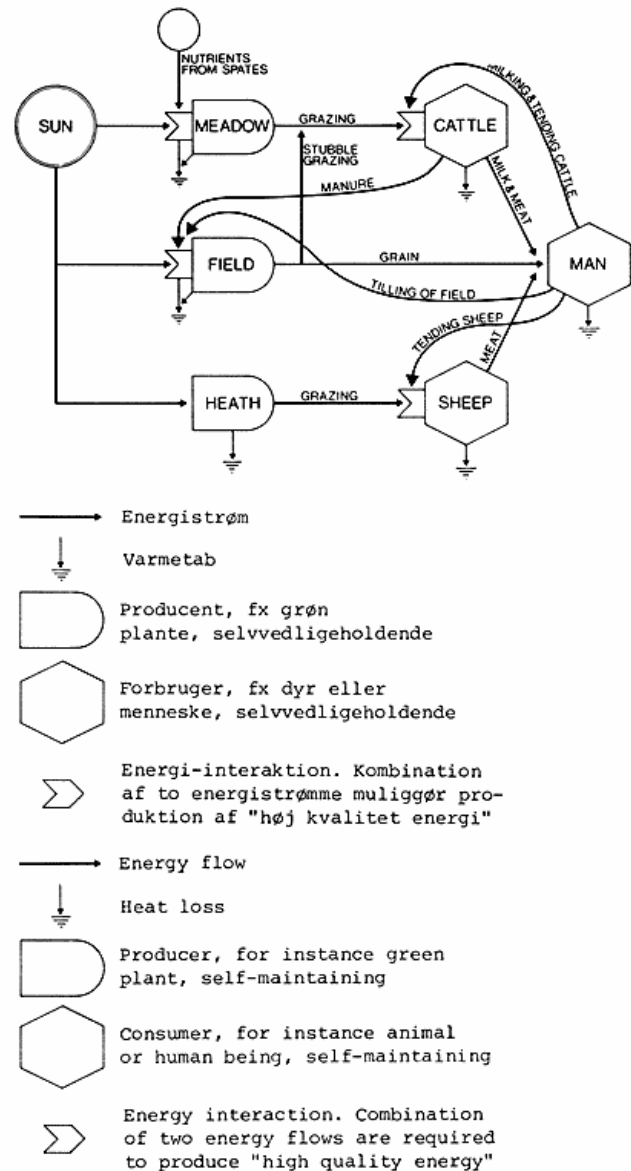 NUTRIENTS
FROM SPATES
SUN
MEADOW
GRAZING
CATTLE
MILKING & TENDING CATTLE
STUBBLE
GRAZING
MANURE
MILK & MEAT
FIELD
GRAIN
MAN
TILLING OF FIELD
TENDING SHEEP
MEAT
HEATH
GRAZING
SHEEP
Energistrøm
Varmetab
Producent, fx grøn
plante, selvvedligeholdende
Forbruger, fx dyr eller
menneske, selvvedligeholdende
Energi-interaktion. Kombination
af to energistrømme muliggør pro-
duktion af "høj kvalitet energi"
Energy flow
Heat loss
Producer, for instance green
plant, self-maintaining
Consumer, for instance animal
or human being, self-maintaining
Energy interaction. Combination
of two energy flows are required
to produce "high quality energy"